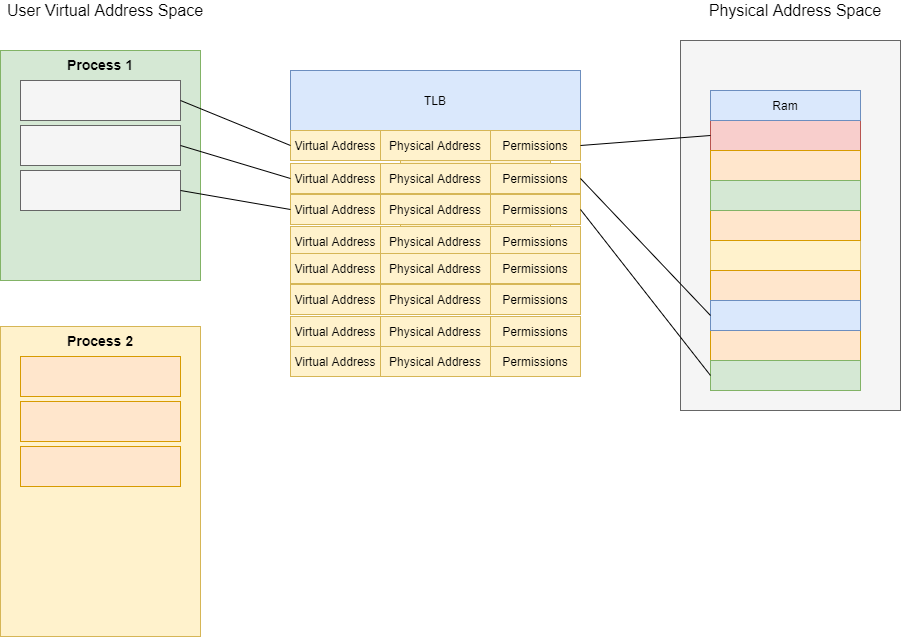 User Virtual Address Space
Physical Address Space
Process 1
TLB
Ram
Virtual Address Physical Address Permissions
Virtual Address Physical Address Permissions
Virtual Address Physical Address Permissions
Virtual Address Physical Address Permissions
Virtual Address Physical Address Permissions
Virtual Address Physical Address Permissions
Virtual Address Physical Address Permissions
Virtual Address Physical Address Permissions
Process 2